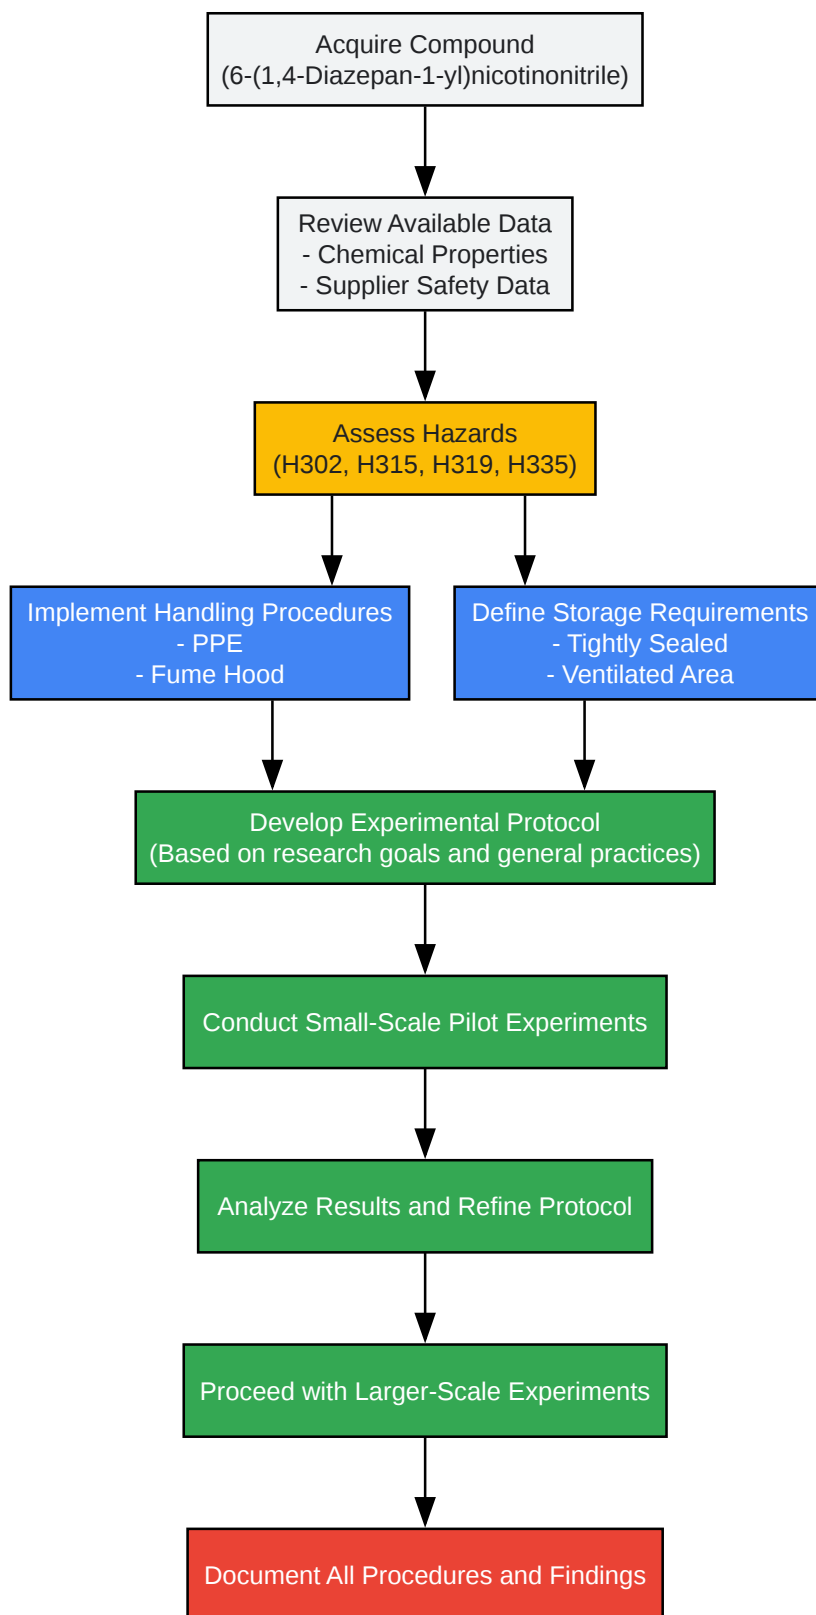 Acquire Compound
(6-(1,4-Diazepan-1-yl)nicotinonitrile)
Review Available Data
- Chemical Properties
- Supplier Safety Data
Assess Hazards
(H302, H315, H319, H335)
Implement Handling Procedures
- PPE
- Fume Hood
Define Storage Requirements
- Tightly Sealed
- Ventilated Area
Develop Experimental Protocol
(Based on research goals and general practices)
Conduct Small-Scale Pilot Experiments
Analyze Results and Refine Protocol
Proceed with Larger-Scale Experiments
Document All Procedures and Findings